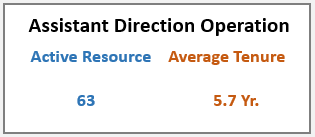 Assistant Direction Operation
Active Resource Average Tenure
63 5.7 Yr.